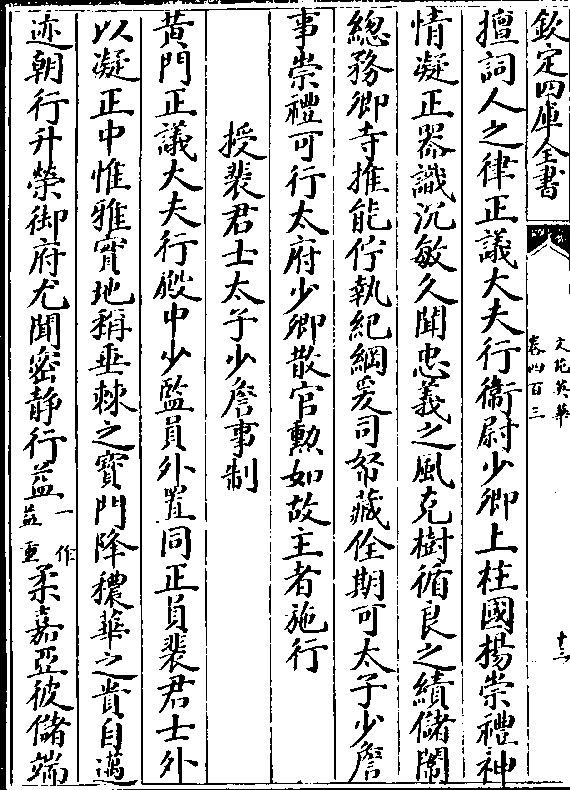 欽定四庫全書
文苑英華
卷四百三
十三
擅詞人之律正議大夫行衞尉少卿上柱國楊崇禮神
情凝正器識沉敏久聞忠義之風克樹循良之績儲闈
總務卿寺推能佇執紀綱爰司帑藏佺期可太子少詹
事崇禮可行太府少卿散官勲如故主者施行
授裴君士太子少詹事制
黄門正議大夫行殿中少監員外置同正員裴君士外
以凝正中惟雅實地稱垂棘之寶門降穠華之貴自邁
迹朝行升榮御府尤聞密静行益一作益重柔嘉亞彼儲端